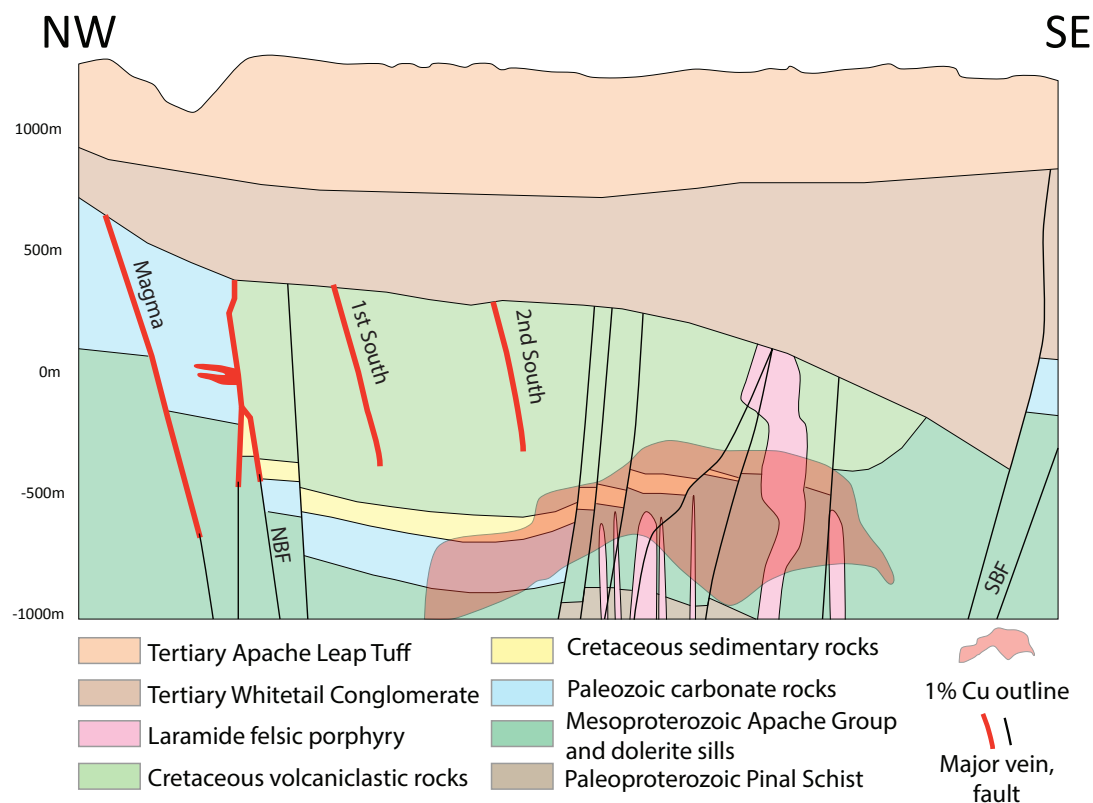 NW
SE
1000m
500m
0m
-500m
-1000m
Magma
1st South
2nd South
NBF
SBF
Tertiary Apache Leap Tuff
Tertiary Whitetail Conglomerate
Laramide felsic porphyry
Cretaceous volcaniclastic rocks
Cretaceous sedimentary rocks
Paleozoic carbonate rocks
Mesoproterozoic Apache Group
and dolerite sills
Paleoproterozoic Pinal Schist
1% Cu outline
Major vein,
fault